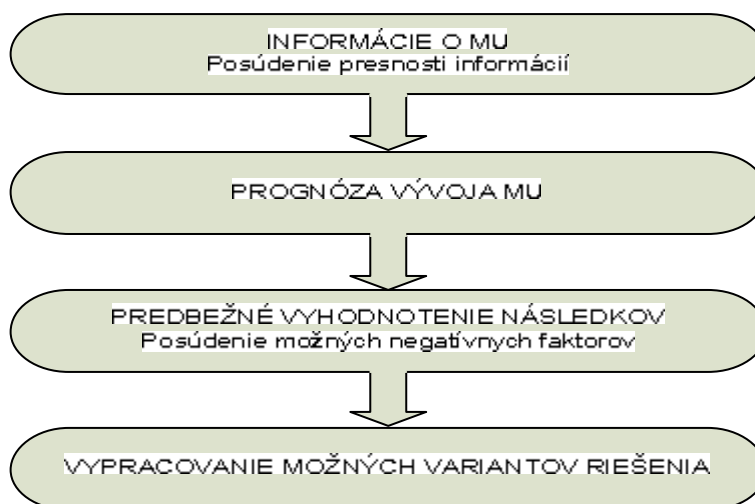 INFORMÁCIE O MU
Posúdenie presnosti informácií
PROGNÓZA VÝVOJA MU
PREDBEŽNÉ VYHODNOTENIE NÁSLEDKOV
Posúdenie možných negatívnych faktorov
VYPRACOVANIE MOŽNÝCH VARIANTOV RIEŠENIA